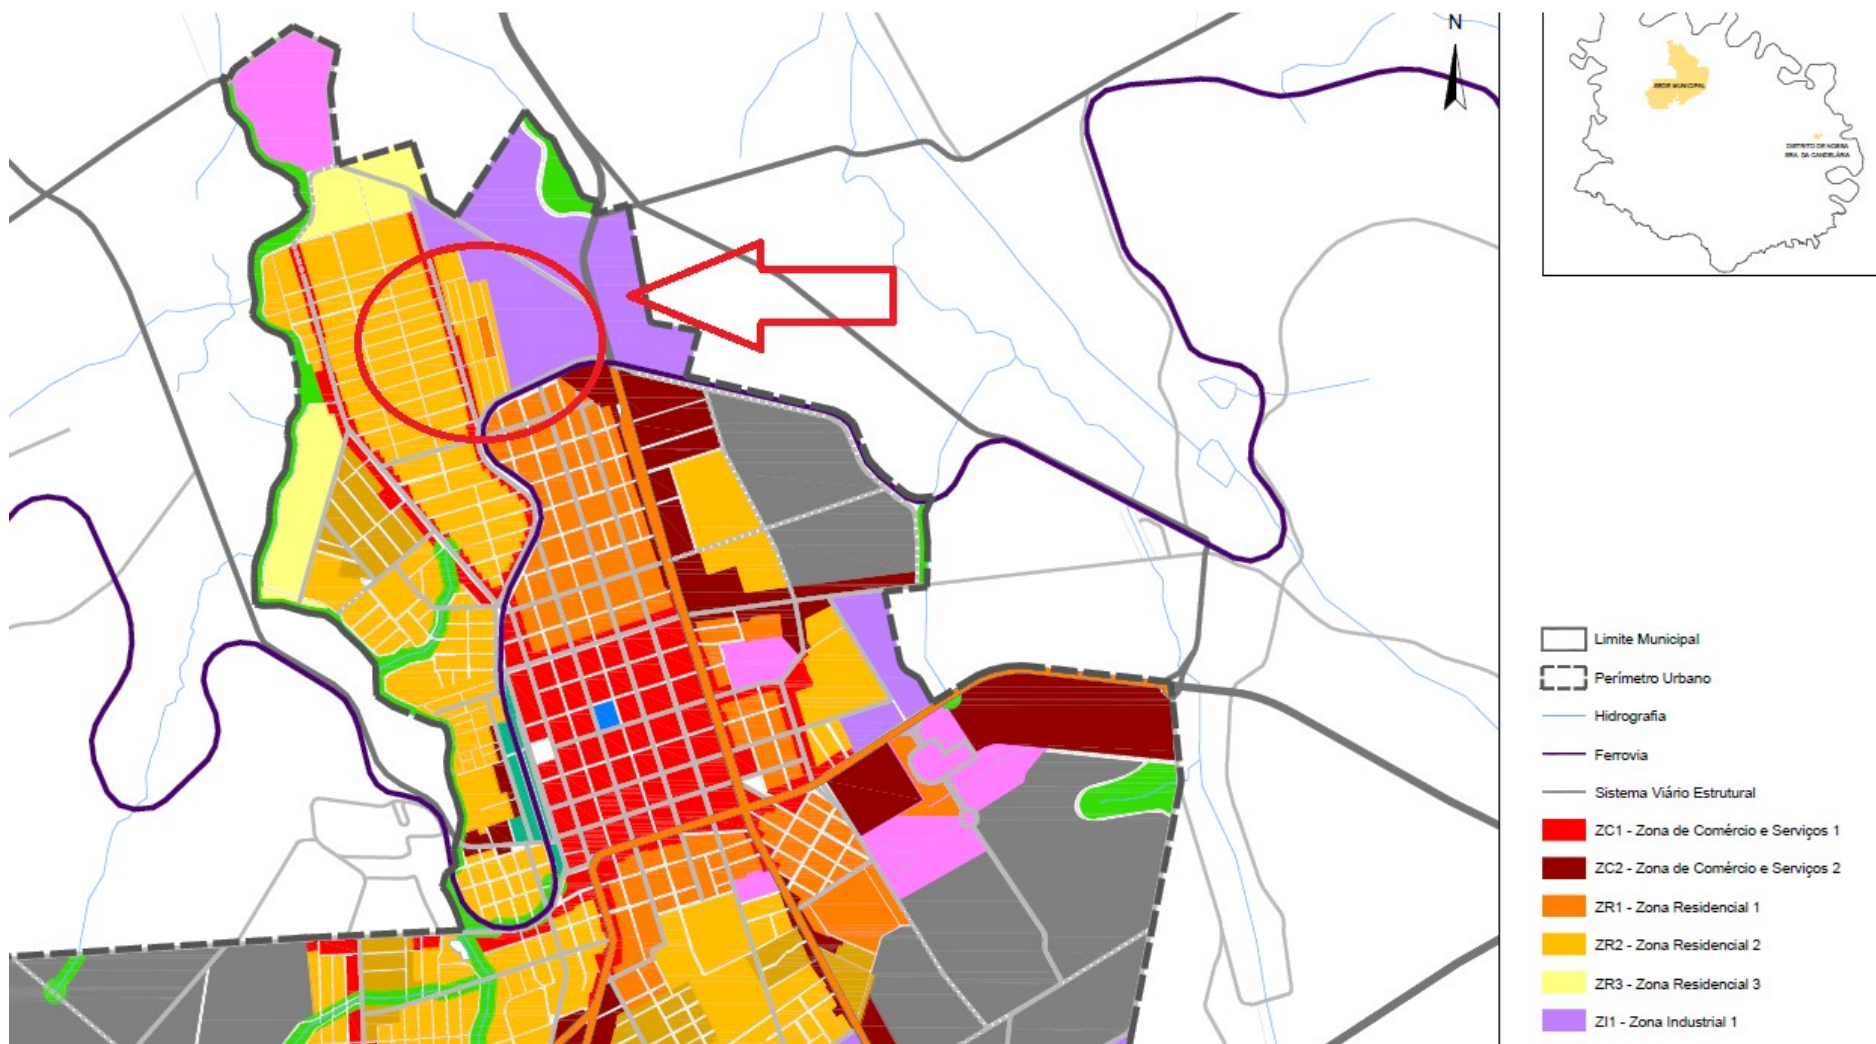 N
SEDE MUNICIPAL
DISTRITO DE NOSSA
SRA. DA CANDELÁRIA
Limite Municipal
Perímetro Urbano
Hidrografia
Ferrovia
Sistema Viário Estrutural
ZC1 - Zona de Comércio e Serviços 1
ZC2 - Zona de Comércio e Serviços 2
ZR1 - Zona Residencial 1
ZR2 - Zona Residencial 2
ZR3 - Zona Residencial 3
ZI1 - Zona Industrial 1